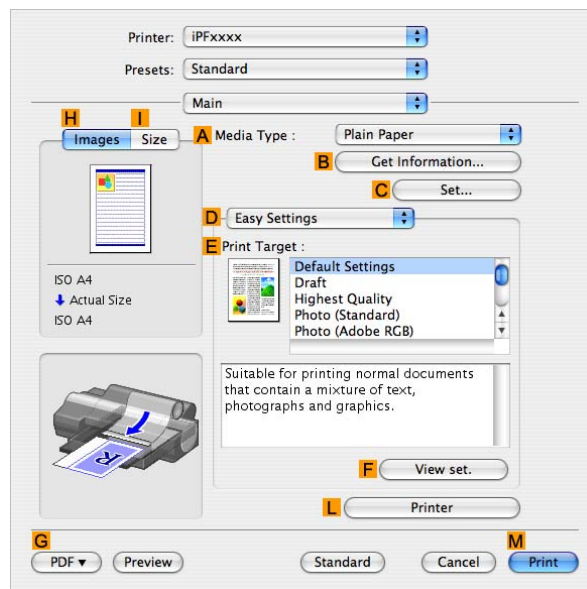 Printer: iPFxxxx
Presets: Standard
Main
H I
Images Size
A Media Type : Plain Paper
B Get Information...
C Set...
D Easy Settings
E Print Target :
Default Settings
Draft
Highest Quality
Photo (Standard)
Photo (Adobe RGB)
ISO A4
Actual Size
ISO A4
Suitable for printing normal documents
that contain a mixture of text,
photographs and graphics.
R
F View set.
L Printer
G M
PDF Preview Standard Cancel Print